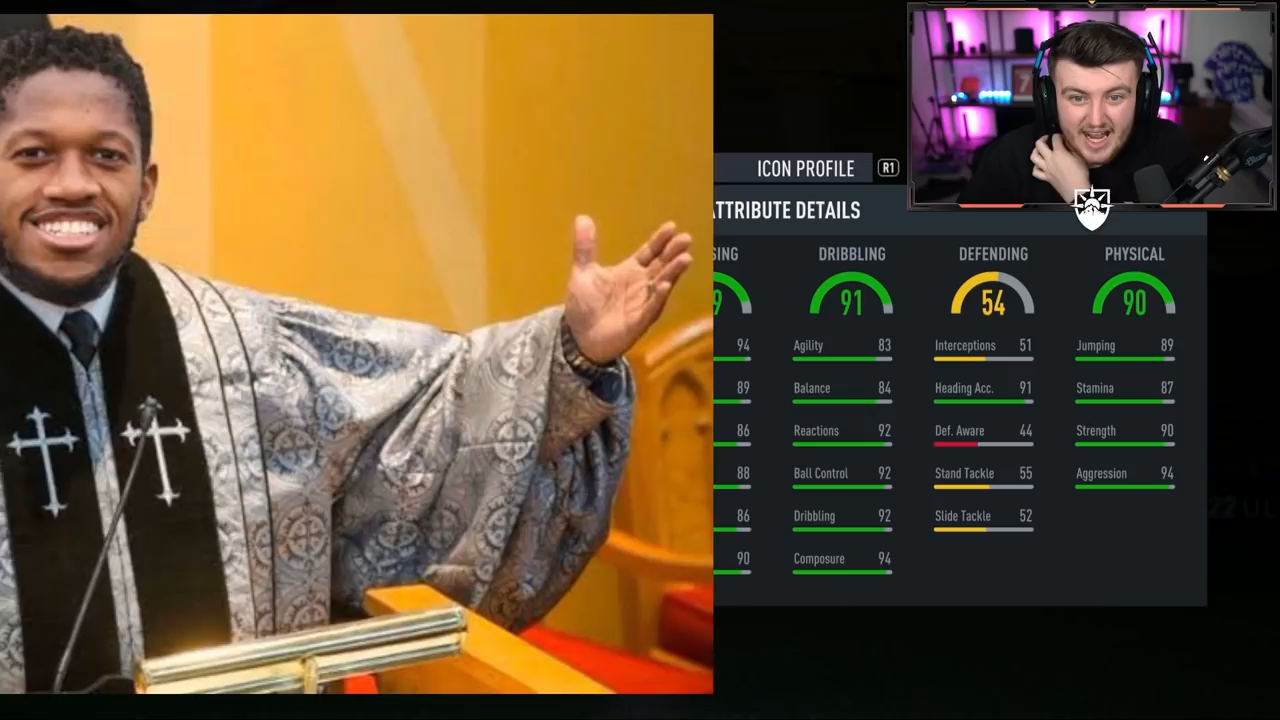 ICON PROFILE R1
ATTRIBUTE DETAILS
SING DRIBBLING DEFENDING PHYSICAL
9 91 54 90
94 Agility 83 Interceptions 51 Jumping 89
89 Balance 84 Heading Acc. 91 Stamina 87
86 Reactions 92 Def. Aware 44 Strength 90
88 Ball Control 92 Stand Tackle 55 Aggression 94
86 Dribbling 92 Slide Tackle 52
90 Composure 94